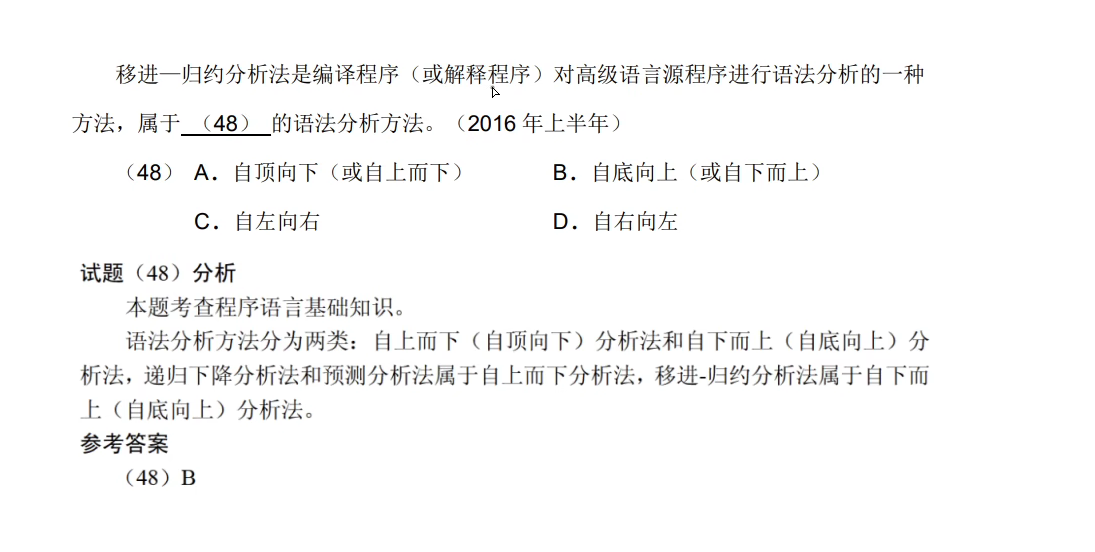 移进—归约分析法是编译程序（或解释程序）对高级语言源程序进行语法分析的一种
方法，属于 （48） 的语法分析方法。（2016 年上半年）
（48） A．自顶向下（或自上而下） B．自底向上（或自下而上）
C．自左向右 D．自右向左
试题（48）分析
本题考查程序语言基础知识。
语法分析方法分为两类：自上而下（自顶向下）分析法和自下而上（自底向上）分
析法，递归下降分析法和预测分析法属于自上而下分析法，移进-归约分析法属于自下而
上（自底向上）分析法。
参考答案
（48）B